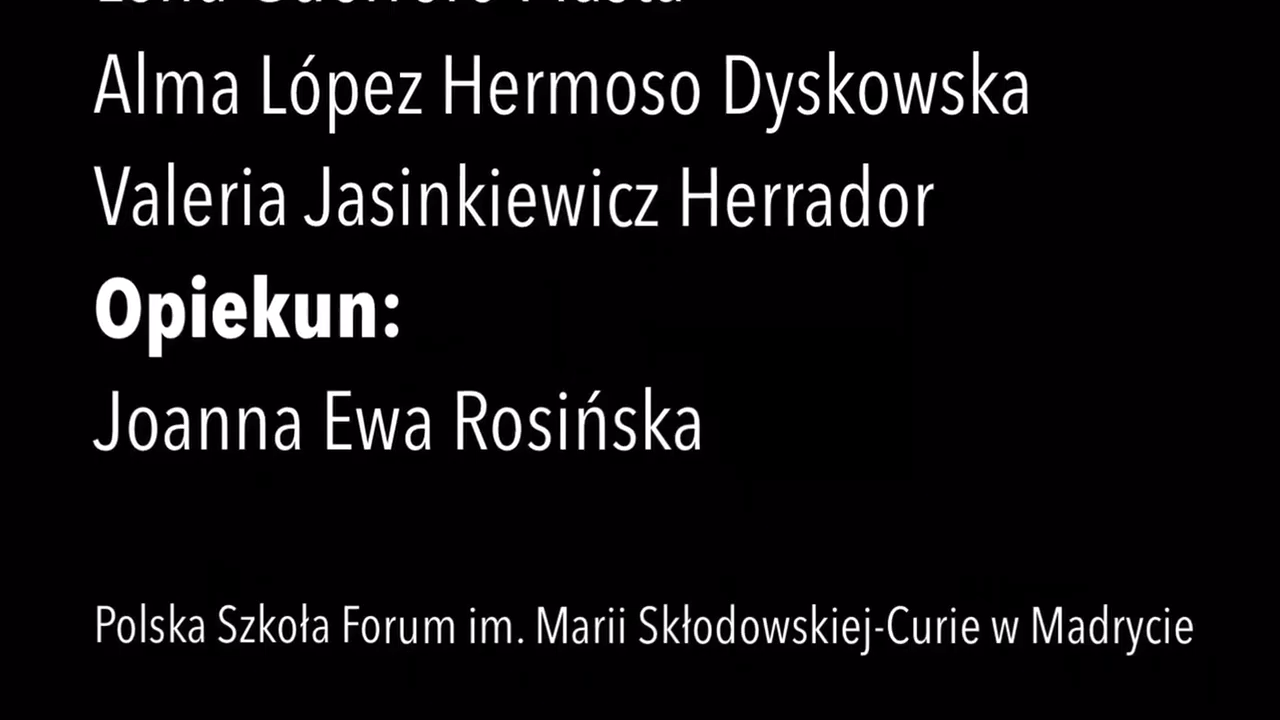 Alma López Hermoso Dyskowska
Valeria Jasinkiewicz Herrador
Opiekun:
Joanna Ewa Rosińska
Polska Szkoła Forum im. Marii Skłodowskiej-Curie w Madrycie